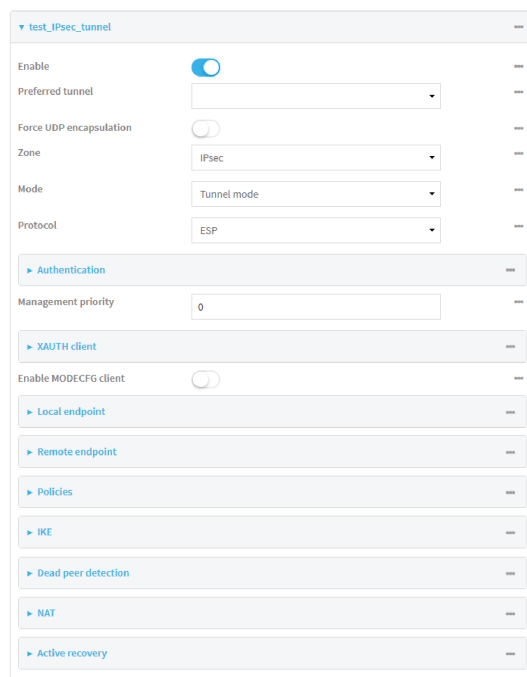 test_IPsec_tunnel
Enable
Preferred tunnel
Force UDP encapsulation
Zone
IPsec
Mode
Tunnel mode
Protocol
ESP
Authentication
Management priority
0
XAUTH client
Enable MODECFG client
Local endpoint
Remote endpoint
Policies
IKE
Dead peer detection
NAT
Active recovery